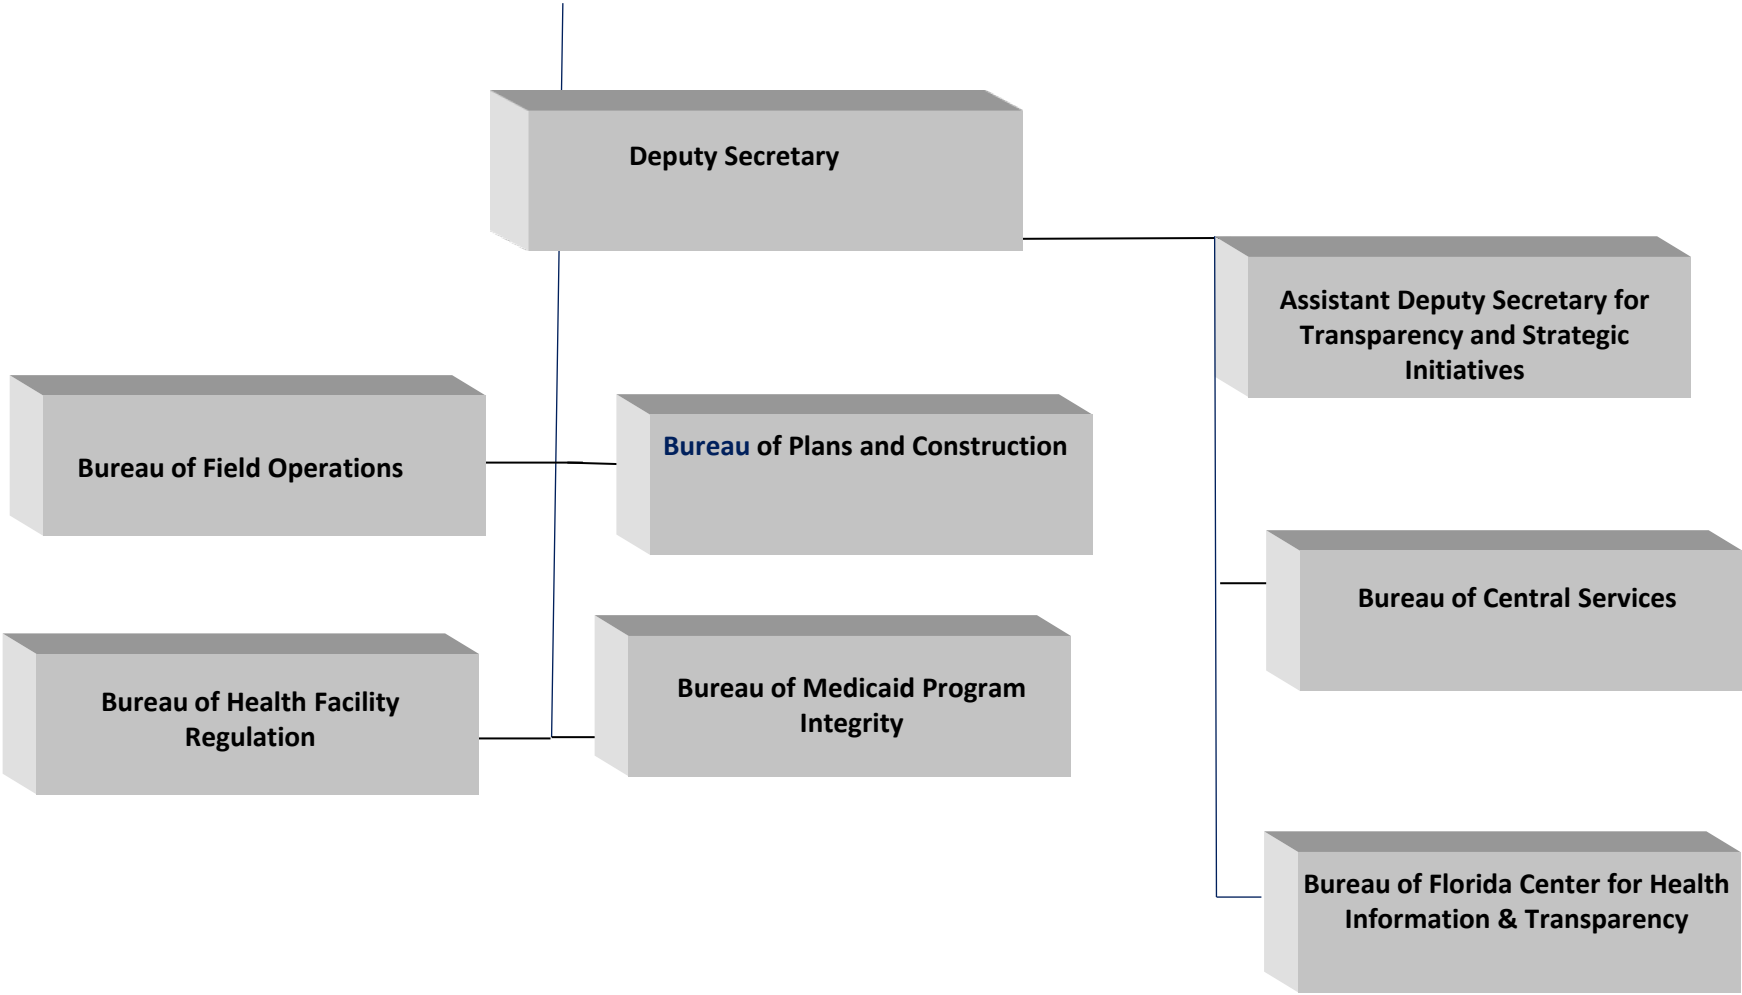 Deputy Secretary
Assistant Deputy Secretary for
Transparency and Strategic
Initiatives
Bureau of Field Operations
Bureau of Plans and Construction
Bureau of Central Services
Bureau of Health Facility
Regulation
Bureau of Medicaid Program
Integrity
Bureau of Florida Center for Health
Information & Transparency